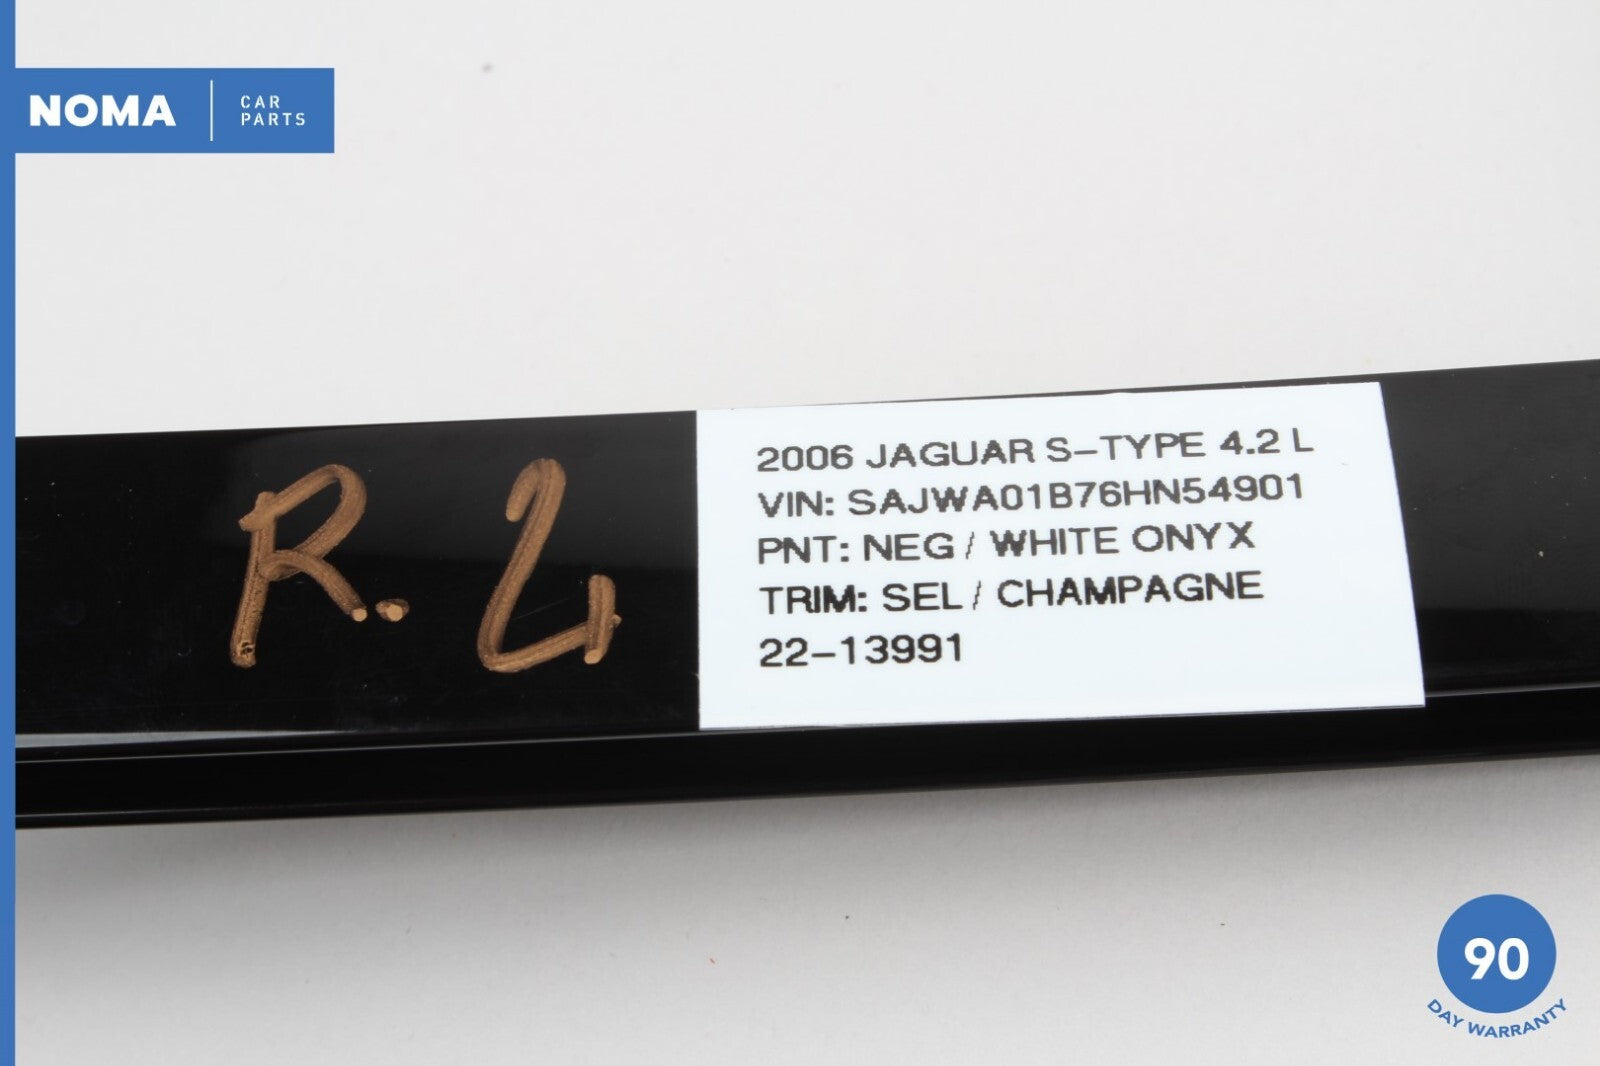 NOMA
CAR
PARTS
2006 JAGUAR S-TYPE 4.2 L
VIN: SAJWA01B76HN54901
PNT: NEG / WHITE ONYX
TRIM: SEL / CHAMPAGNE
22-13991
90
DAY WARRANTY